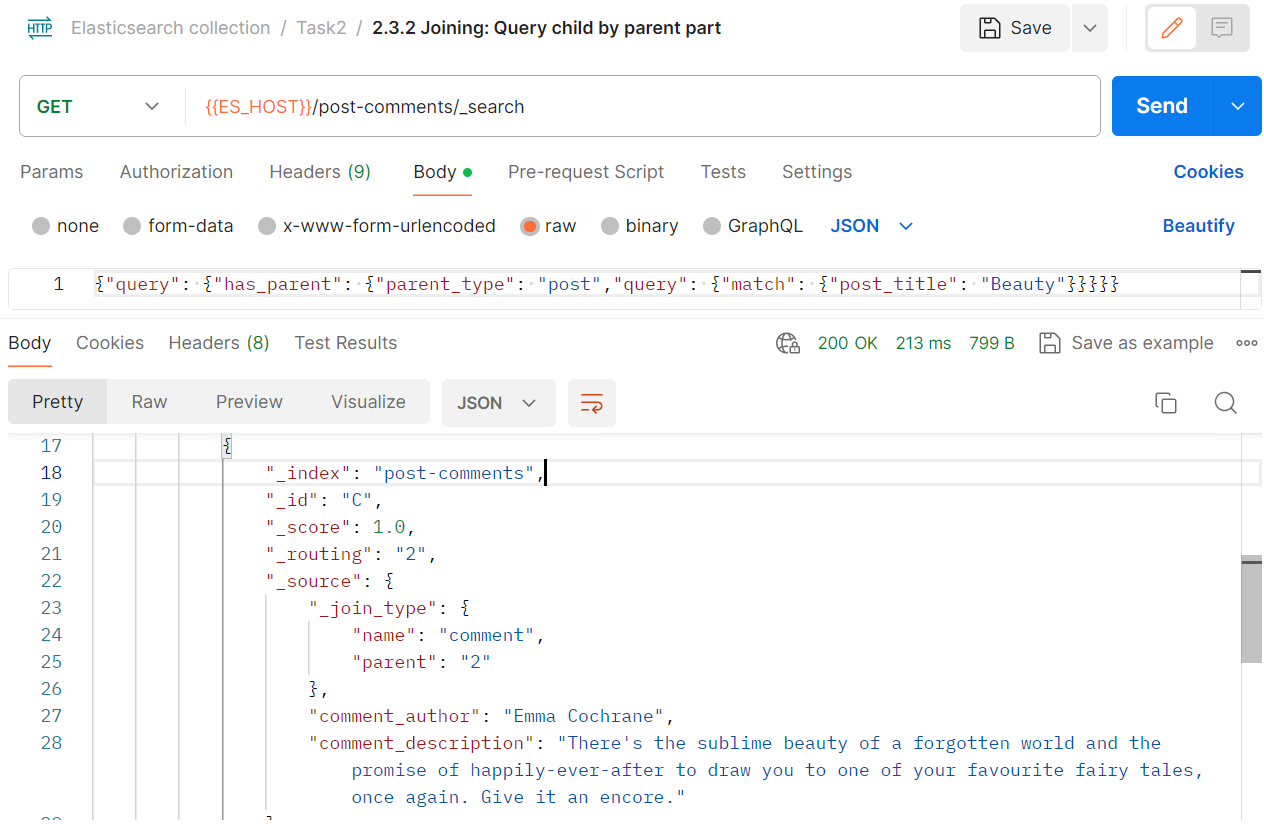 HTTP Elasticsearch collection / Task2 / 2.3.2 Joining: Query child by parent part Save
GET {{ES_HOST}}/post-comments/_search Send
Params Authorization Headers (9) Body Pre-request Script Tests Settings Cookies
none form-data x-www-form-urlencoded raw binary GraphQL JSON Beautify
1 {"query": {"has_parent": {"parent_type": "post","query": {"match": {"post_title": "Beauty"}}}}}
Body Cookies Headers (8) Test Results 200 OK 213 ms 799 B Save as example
Pretty Raw Preview Visualize JSON
17 {
18 "_index": "post-comments",
19 "_id": "C",
20 "_score": 1.0,
21 "_routing": "2",
22 "_source": {
23 "_join_type": {
24 "name": "comment",
25 "parent": "2"
26 },
27 "comment_author": "Emma Cochrane",
28 "comment_description": "There's the sublime beauty of a forgotten world and the
promise of happily-ever-after to draw you to one of your favourite fairy tales,
once again. Give it an encore."